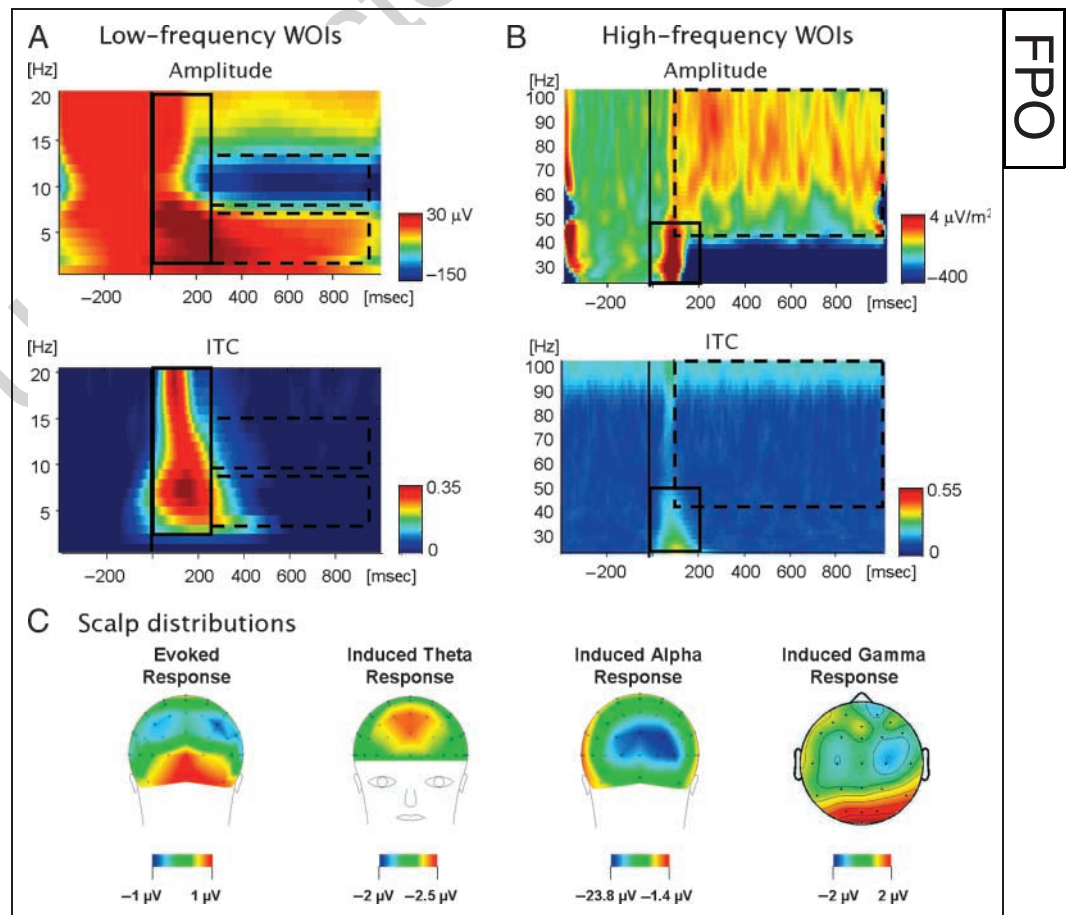 A Low-frequency WOIs
Amplitude
[Hz]
20
15
10
5
30 μV
−150
−200 0 200 400 600 800 [msec]
ITC
[Hz]
20
15
10
5
0.35
0
−200 0 200 400 600 800 [msec]
B High-frequency WOIs
Amplitude
[Hz]
100
90
80
70
60
50
40
30
4 μV/m²
−400
−200 0 200 400 600 800 [msec]
ITC
[Hz]
100
90
80
70
60
50
40
30
0.55
0
−200 0 200 400 600 800 [msec]
FPO
C Scalp distributions
Evoked
Response
−1 μV 1 μV
Induced Theta
Response
−2 μV −2.5 μV
Induced Alpha
Response
−23.8 μV −1.4 μV
Induced Gamma
Response
−2 μV 2 μV